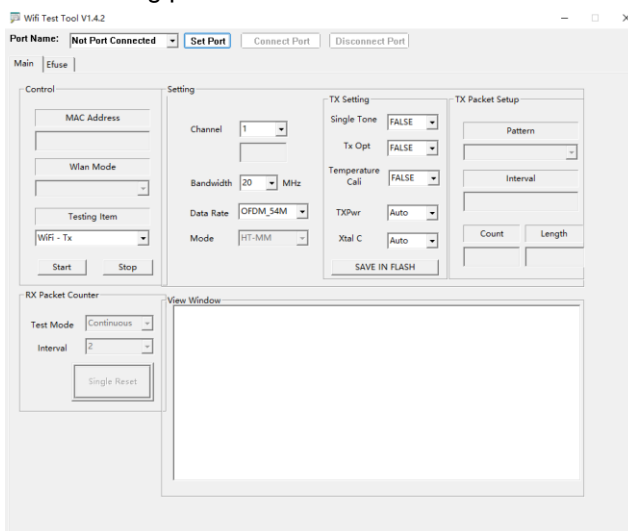 Wifi Test Tool V1.4.2
Port Name: Not Port Connected Set Port Connect Port Disconnect Port
Main Efuse
Control
MAC Address
Wlan Mode
Testing Item
WiFi - Tx
Start Stop
Setting
Channel 1
Bandwidth 20 MHz
Data Rate OFDM_54M
Mode HT-MM
TX Setting
Single Tone FALSE
Tx Opt FALSE
Temperature
Cali FALSE
TXPwr Auto
Xtal C Auto
SAVE IN FLASH
TX Packet Setup
Pattern
Interval
Count Length
RX Packet Counter
Test Mode Continuous
Interval 2
Single Reset
View Window